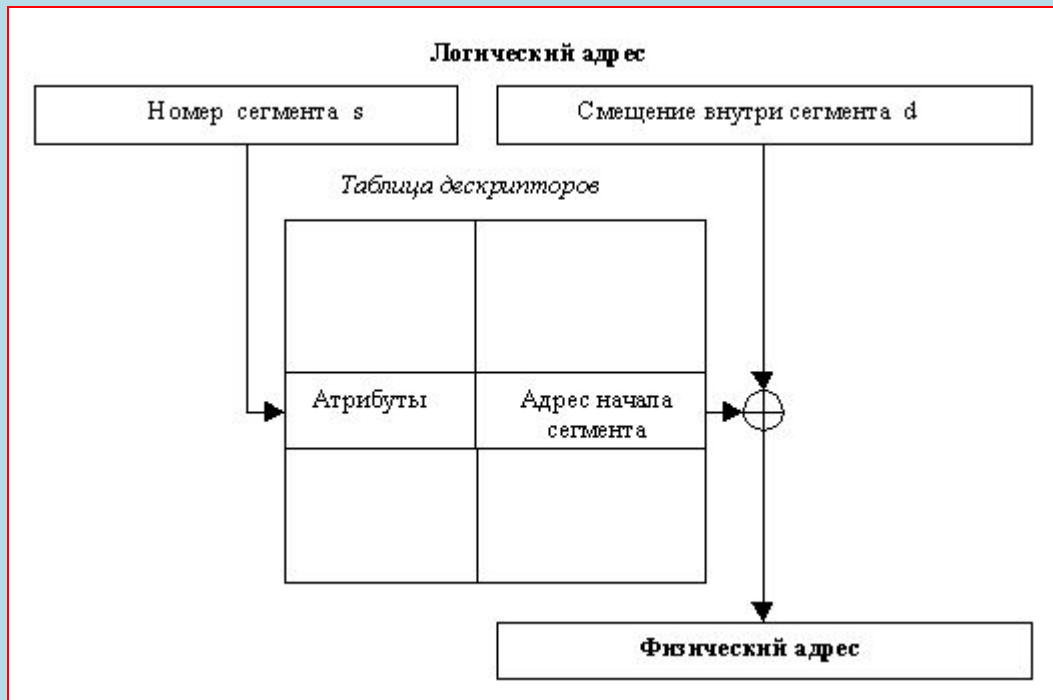 Логический адрес
Номер сегмента s
Смещение внутри сегмента d
Таблица дескрипторов
Атрибуты
Адрес начала
сегмента
Физический адрес